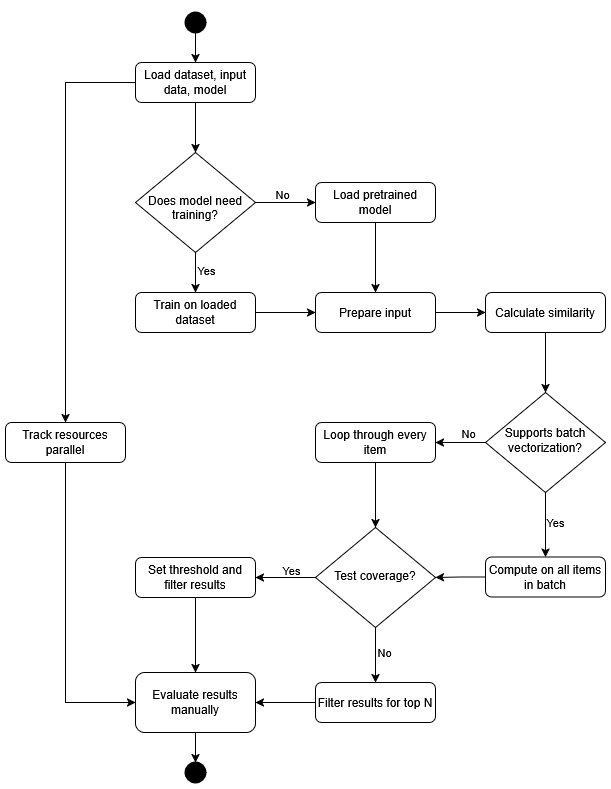 Load dataset, input
data, model
Does model need
training?
No
Load pretrained
model
Yes
Train on loaded
dataset
Prepare input
Calculate similarity
Track resources
parallel
Loop through every
item
No
Supports batch
vectorization?
Yes
Set threshold and
filter results
Yes
Test coverage?
Compute on all items
in batch
No
Evaluate results
manually
Filter results for top N